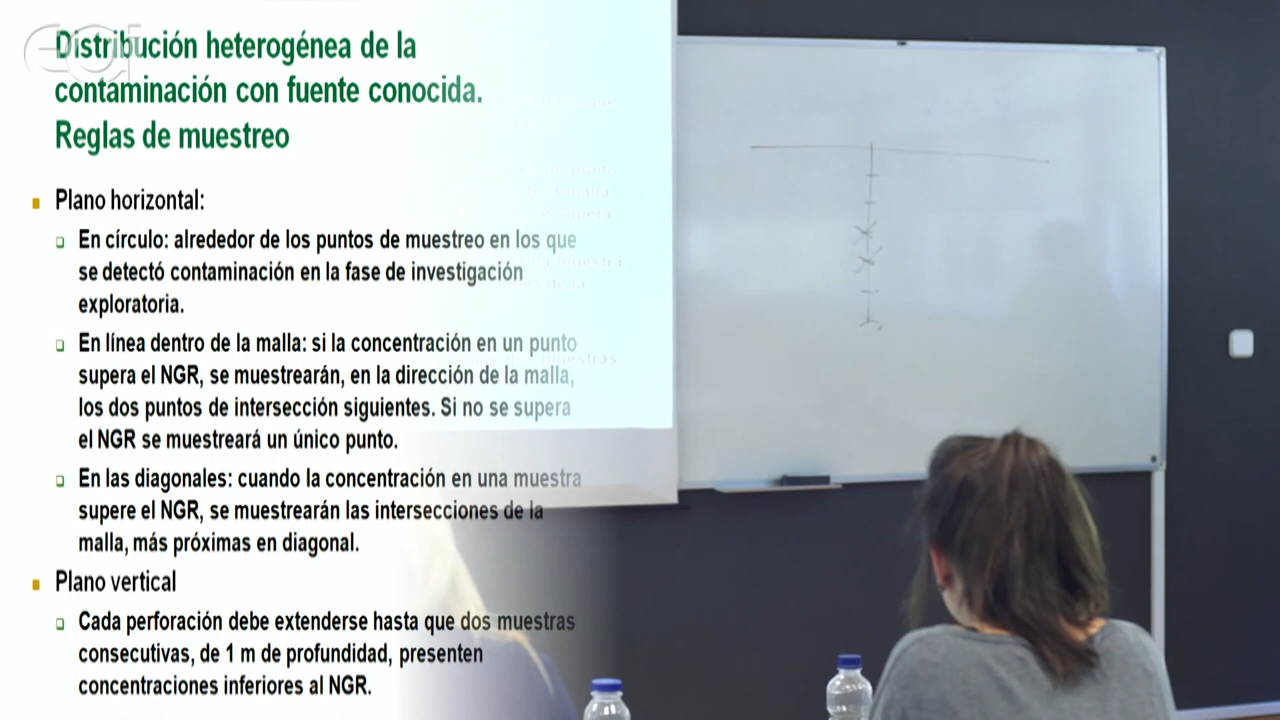 eoi
Distribución heterogénea de la
contaminación con fuente conocida.
Reglas de muestreo
Plano horizontal:
En círculo: alrededor de los puntos de muestreo en los que
se detectó contaminación en la fase de investigación
exploratoria.
En línea dentro de la malla: si la concentración en un punto
supera el NGR, se muestrearán, en la dirección de la malla,
los dos puntos de intersección siguientes. Si no se supera
el NGR se muestreará un único punto.
En las diagonales: cuando la concentración en una muestra
supere el NGR, se muestrearán las intersecciones de la
malla, más próximas en diagonal.
Plano vertical
Cada perforación debe extenderse hasta que dos muestras
consecutivas, de 1 m de profundidad, presenten
concentraciones inferiores al NGR.